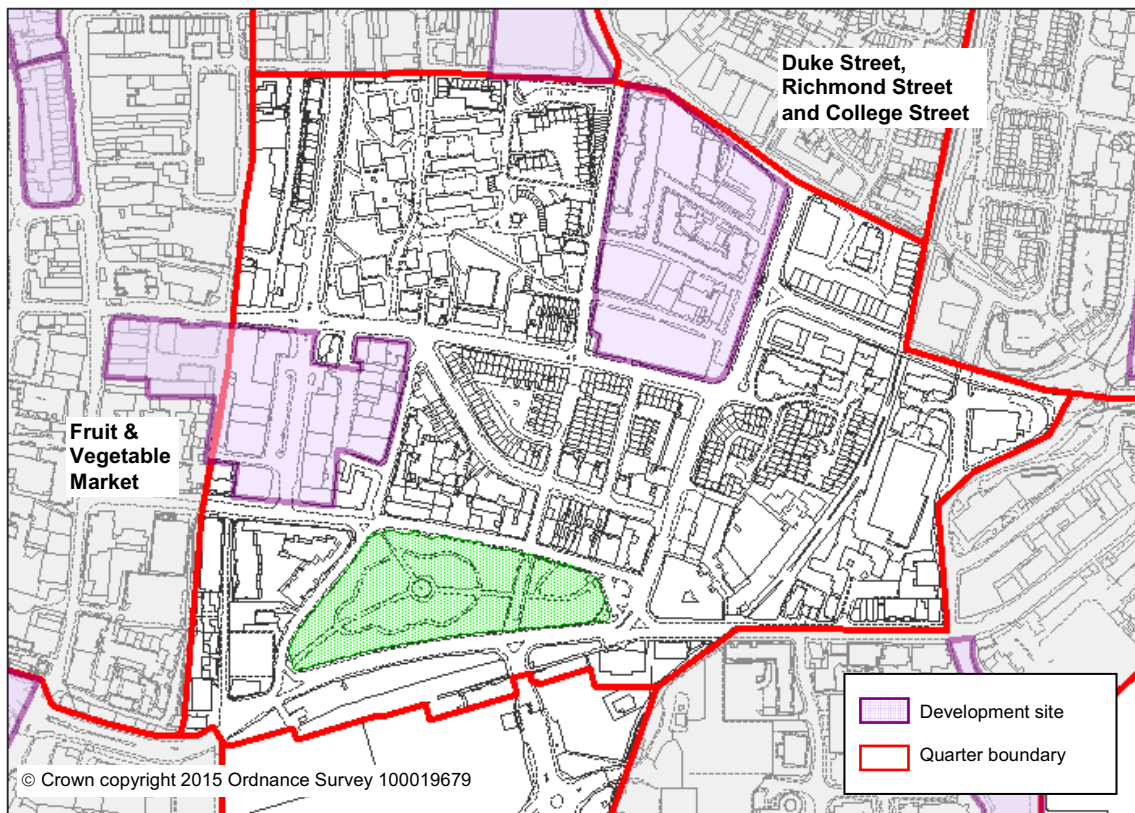 Duke Street,
Richmond Street
and College Street
Fruit &
Vegetable
Market
Development site
Quarter boundary
© Crown copyright 2015 Ordnance Survey 100019679